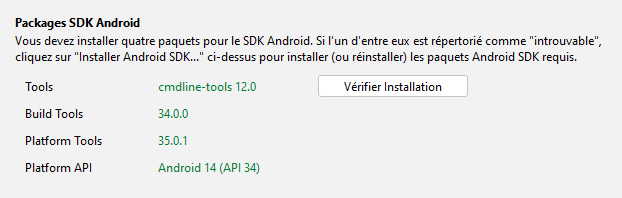 Packages SDK Android
Vous devez installer quatre paquets pour le SDK Android. Si l'un d'entre eux est répertorié comme "introuvable",
cliquez sur "Installer Android SDK..." ci-dessus pour installer (ou réinstaller) les paquets Android SDK requis.
Tools cmdline-tools 12.0 Vérifier Installation
Build Tools 34.0.0
Platform Tools 35.0.1
Platform API Android 14 (API 34)